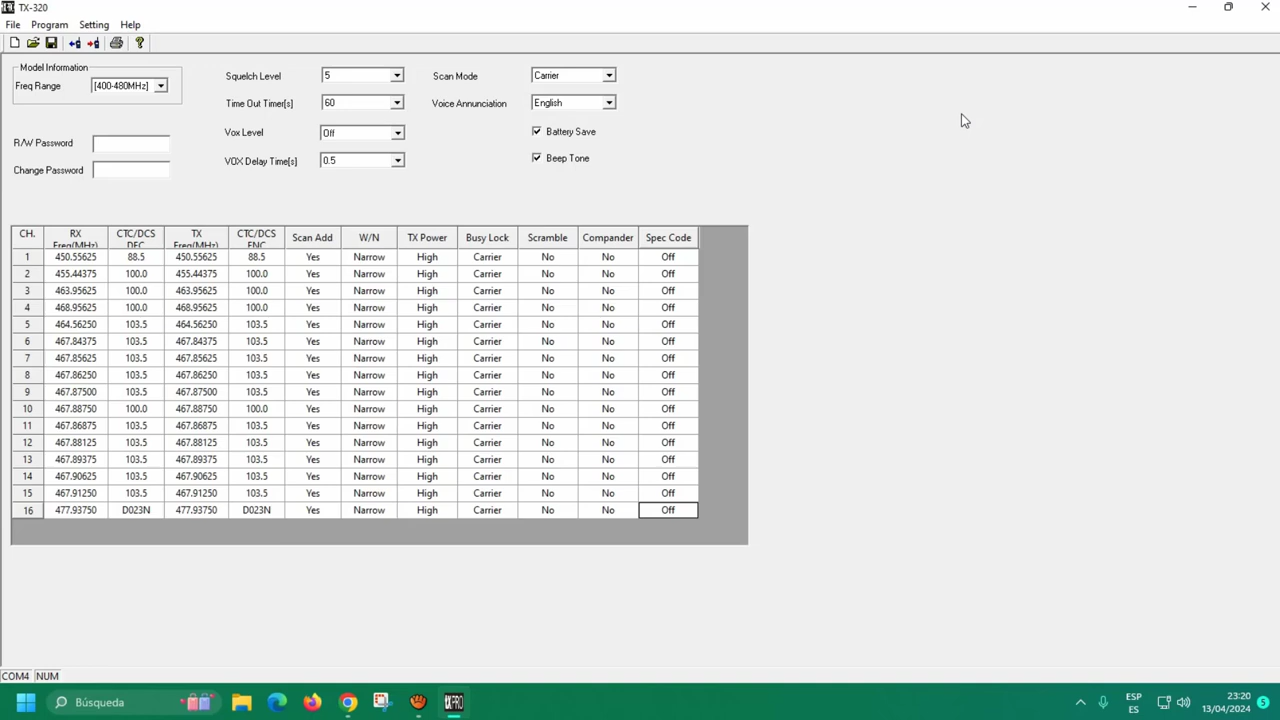 TX-320
File Program Setting Help
Model Information
Freq Range [400-480MHz]
R/W Password
Change Password
Squelch Level 5
Time Out Timer[s] 60
Vox Level Off
VOX Delay Time[s] 0.5
Scan Mode Carrier
Voice Annunciation English
Battery Save
Beep Tone
CH. RX Freq(MHz) CTC/DCS DEC TX Freq(MHz) CTC/DCS ENC Scan Add W/N TX Power Busy Lock Scramble Compander Spec Code
1 450.55625 88.5 450.55625 88.5 Yes Narrow High Carrier No No Off
2 455.44375 100.0 455.44375 100.0 Yes Narrow High Carrier No No Off
3 463.95625 100.0 463.95625 100.0 Yes Narrow High Carrier No No Off
4 468.95625 100.0 468.95625 100.0 Yes Narrow High Carrier No No Off
5 464.56250 103.5 464.56250 103.5 Yes Narrow High Carrier No No Off
6 467.84375 103.5 467.84375 103.5 Yes Narrow High Carrier No No Off
7 467.85625 103.5 467.85625 103.5 Yes Narrow High Carrier No No Off
8 467.86250 103.5 467.86250 103.5 Yes Narrow High Carrier No No Off
9 467.87500 103.5 467.87500 103.5 Yes Narrow High Carrier No No Off
10 467.88750 100.0 467.88750 100.0 Yes Narrow High Carrier No No Off
11 467.86875 103.5 467.86875 103.5 Yes Narrow High Carrier No No Off
12 467.88125 103.5 467.88125 103.5 Yes Narrow High Carrier No No Off
13 467.89375 103.5 467.89375 103.5 Yes Narrow High Carrier No No Off
14 467.90625 103.5 467.90625 103.5 Yes Narrow High Carrier No No Off
15 467.91250 103.5 467.91250 103.5 Yes Narrow High Carrier No No Off
16 477.93750 D023N 477.93750 D023N Yes Narrow High Carrier No No Off
COM4 NUM
Búsqueda
TXPRO
ESP
ES
23:20
13/04/2024
5